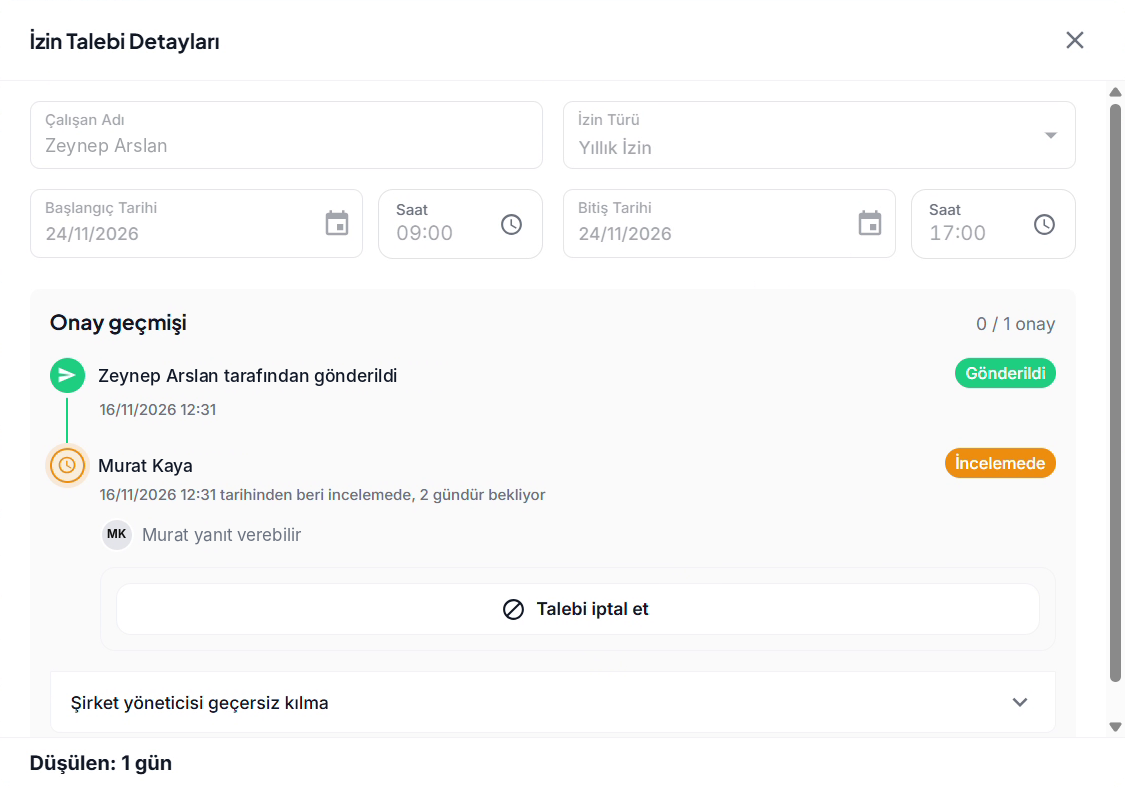 İzin Talebi Detayları
Çalışan Adı
Zeynep Arslan
İzin Türü
Yıllık İzin
Başlangıç Tarihi
24/11/2026
Saat
09:00
Bitiş Tarihi
24/11/2026
Saat
17:00
Onay geçmişi
0 / 1 onay
Zeynep Arslan tarafından gönderildi
Gönderildi
16/11/2026 12:31
Murat Kaya
İncelemede
16/11/2026 12:31 tarihinden beri incelemede, 2 gündür bekliyor
MK
Murat yanıt verebilir
Talebi iptal et
Şirket yöneticisi geçersiz kılma
Düşülen: 1 gün